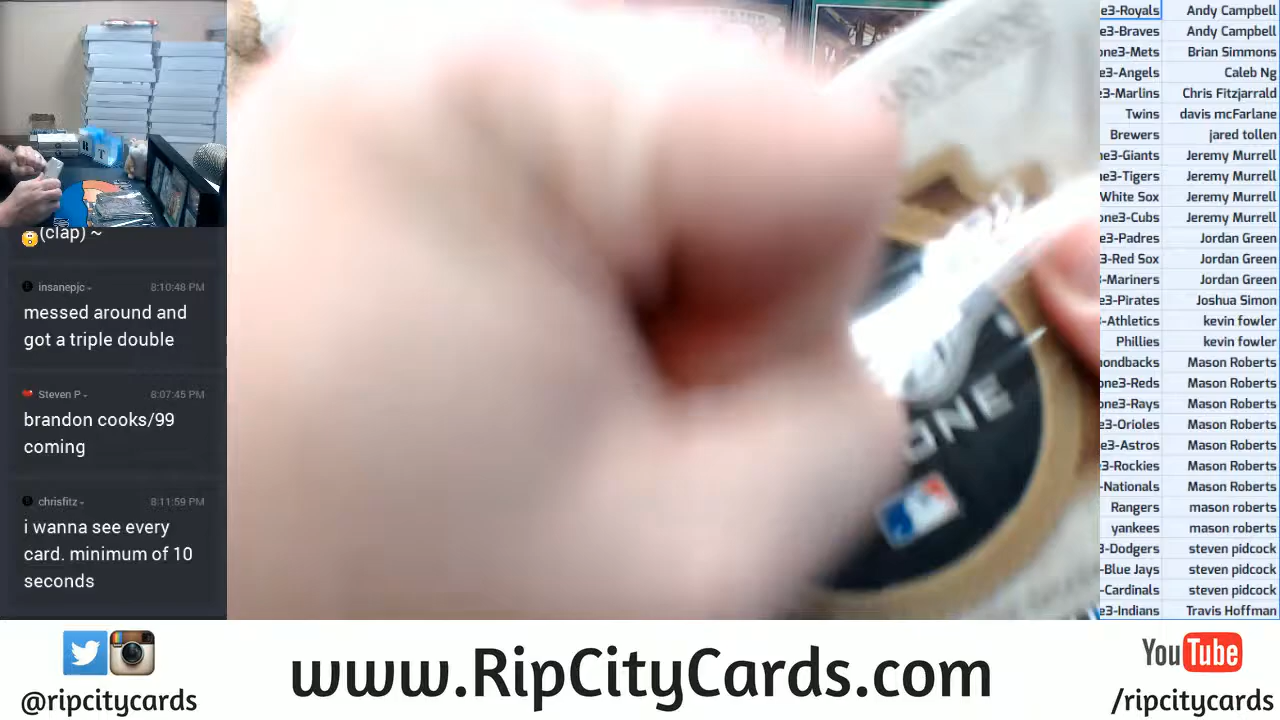 (clap) ~
insanepjc
8:10:48 PM
messed around and
got a triple double
Steven P
8:07:45 PM
brandon cooks/99
coming
chrisfitz
8:11:59 PM
i wanna see every
card. minimum of 10
seconds
ONE
e3-Royals Andy Campbell
e3-Braves Andy Campbell
one3-Mets Brian Simmons
e3-Angels Caleb Ng
e3-Marlins Chris Fitzjarrald
Twins davis mcFarlane
Brewers jared tollen
ne3-Giants Jeremy Murrell
e3-Tigers Jeremy Murrell
White Sox Jeremy Murrell
one3-Cubs Jeremy Murrell
e3-Padres Jordan Green
3-Red Sox Jordan Green
-Mariners Jordan Green
e3-Pirates Joshua Simon
-Athletics kevin fowler
Phillies kevin fowler
mondbacks Mason Roberts
one3-Reds Mason Roberts
one3-Rays Mason Roberts
e3-Orioles Mason Roberts
e3-Astros Mason Roberts
e3-Rockies Mason Roberts
-Nationals Mason Roberts
Rangers mason roberts
yankees mason roberts
3-Dodgers steven pidcock
-Blue Jays steven pidcock
-Cardinals steven pidcock
e3-Indians Travis Hoffman
@ripcitycards
www.RipCityCards.com
YouTube
/ripcitycards